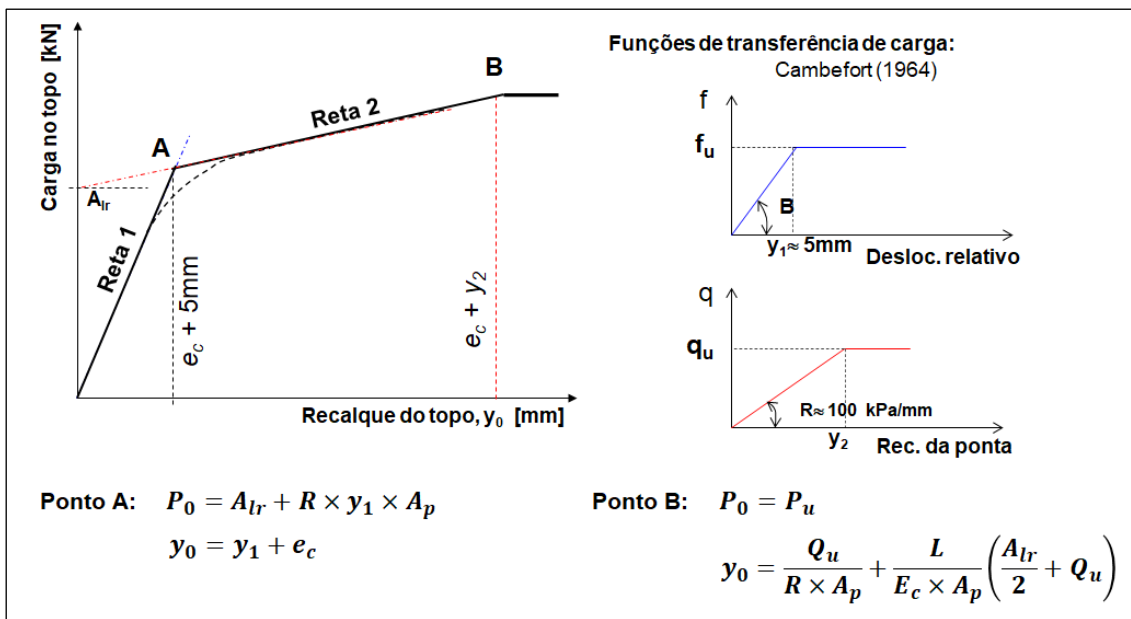 Carga no topo [kN]
Reta 1
A
Reta 2
B
A_lr
e_c + 5mm
e_c + y_2
Recalque do topo, y_0 [mm]
Funções de transferência de carga:
Cambefort (1964)
f
f_u
B
y_1≈ 5mm
Desloc. relativo
q
q_u
R≈ 100 kPa/mm
y_2
Rec. da ponta
Ponto A: P_0 = A_lr + R × y_1 × A_p
y_0 = y_1 + e_c
Ponto B: P_0 = P_u
y_0 = Q_u / (R × A_p) + L / (E_c × A_p) (A_lr / 2 + Q_u)